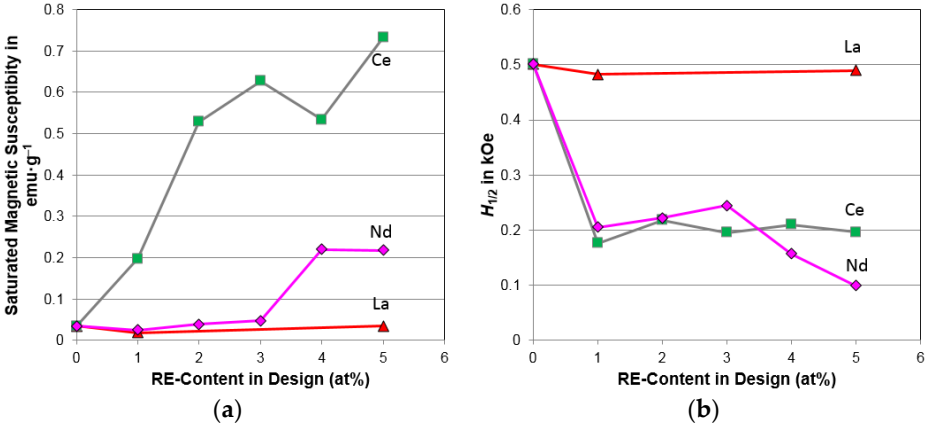 Saturated Magnetic Susceptibity in
emu·g⁻¹
0.8
0.7
0.6
0.5
0.4
0.3
0.2
0.1
0
Ce
Nd
La
0 1 2 3 4 5 6
RE-Content in Design (at%)
(a)
H1/2 in kOe
0.6
0.5
0.4
0.3
0.2
0.1
0
La
Ce
Nd
0 1 2 3 4 5 6
RE-Content in Design (at%)
(b)